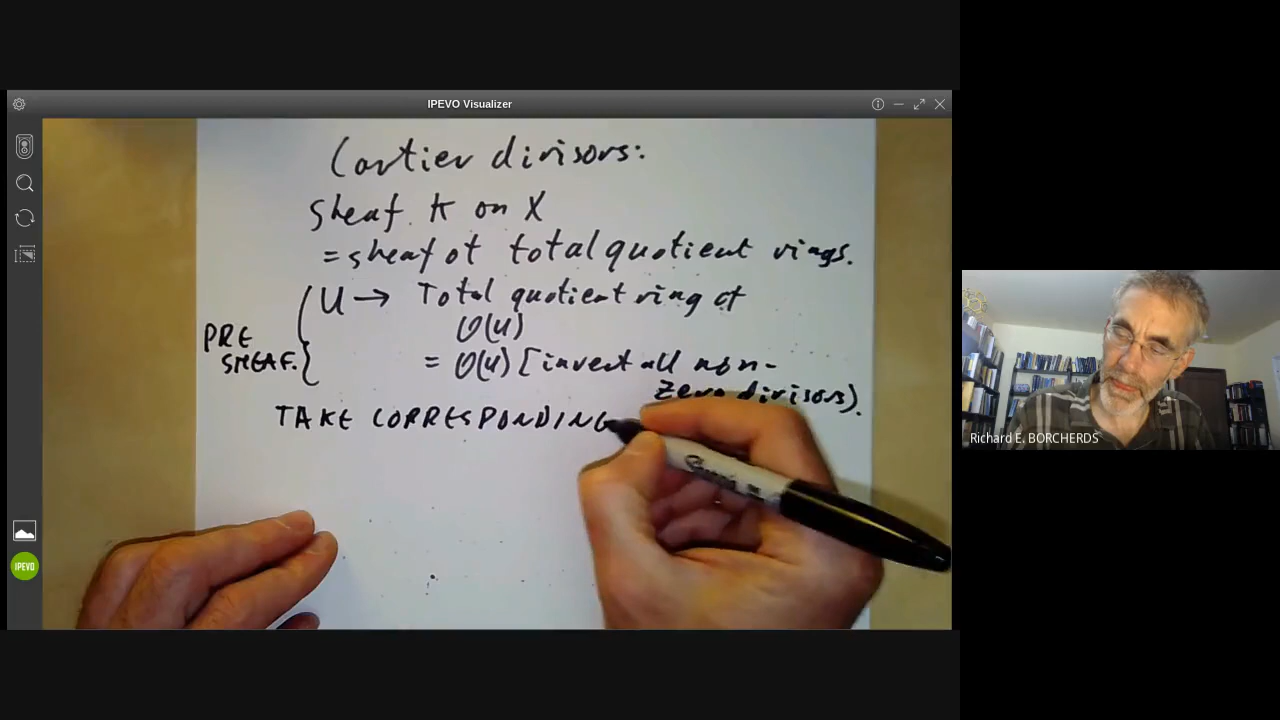 IPEVO Visualizer
Cartier divisors:
Sheaf K on X
= sheaf of total quotient rings.
U → Total quotient ring of
O(U)
PRE
SHEAF.
= O(U) [invert all non-
zero divisors).
TAKE CORRESPONDING
IPEVO
Richard E. BORCHERDS